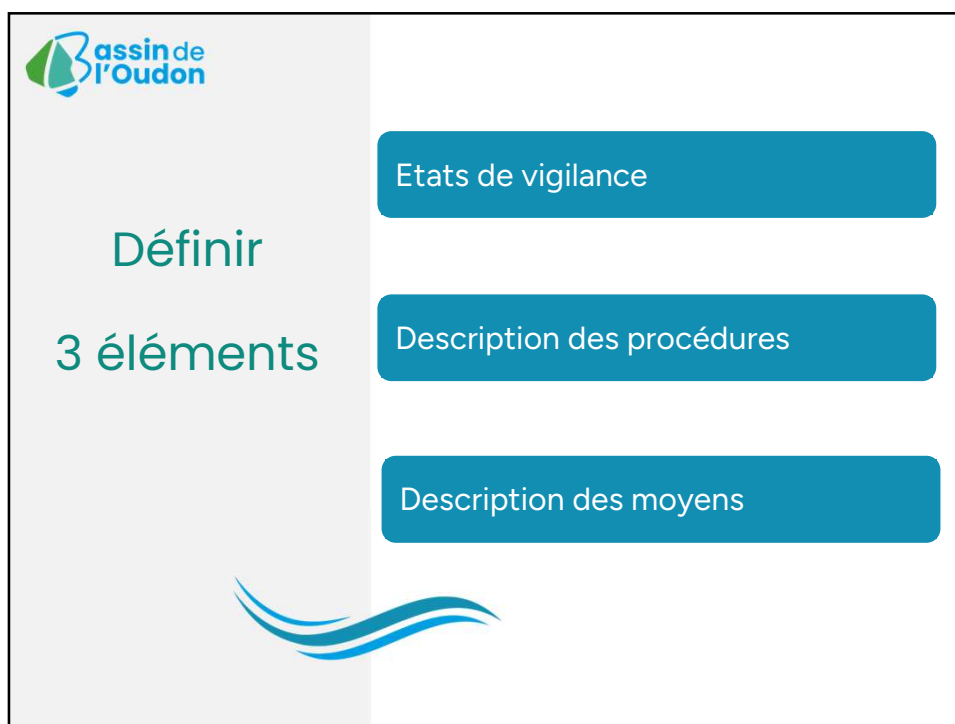 Bassin de
l'Oudon
Définir
3 éléments
Etats de vigilance
Description des procédures
Description des moyens